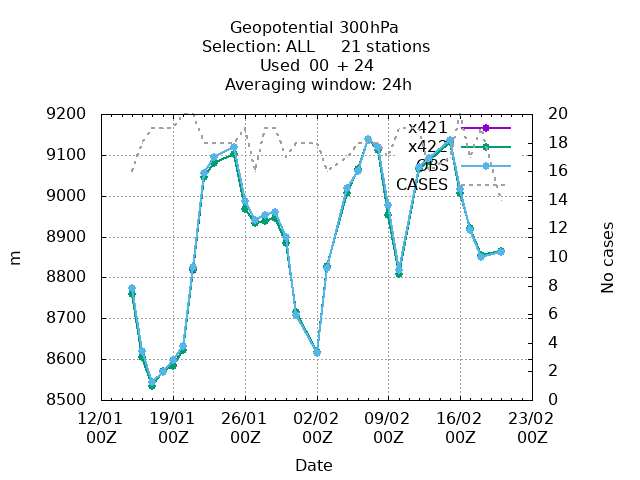 Geopotential 300hPa
Selection: ALL 21 stations
Used 00 + 24
Averaging window: 24h
9200
9100
9000
8900
8800
8700
8600
8500
m
x421
x422
OBS
CASES
20
18
16
14
12
10
8
6
4
2
0
No cases
12/01 19/01 26/01 02/02 09/02 16/02 23/02
00Z 00Z 00Z 00Z 00Z 00Z 00Z
Date